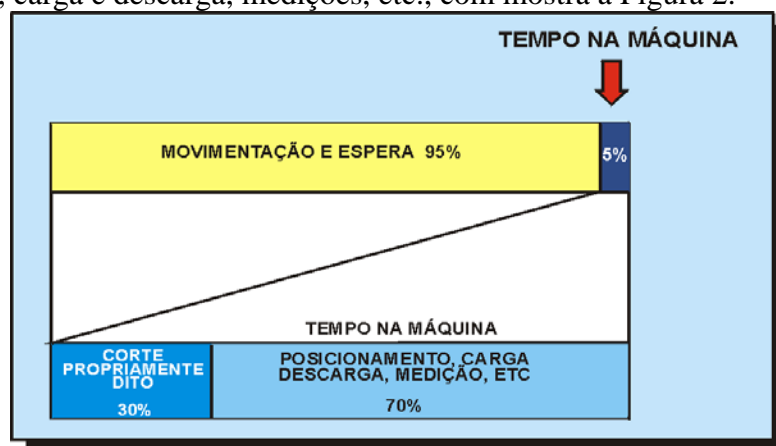 , carga e descarga, medições, etc., com mostra a Figura 2.
TEMPO NA MÁQUINA
MOVIMENTAÇÃO E ESPERA 95%
5%
TEMPO NA MÁQUINA
CORTE
PROPRIAMENTE
DITO
30%
POSICIONAMENTO, CARGA
DESCARGA, MEDIÇÃO, ETC
70%